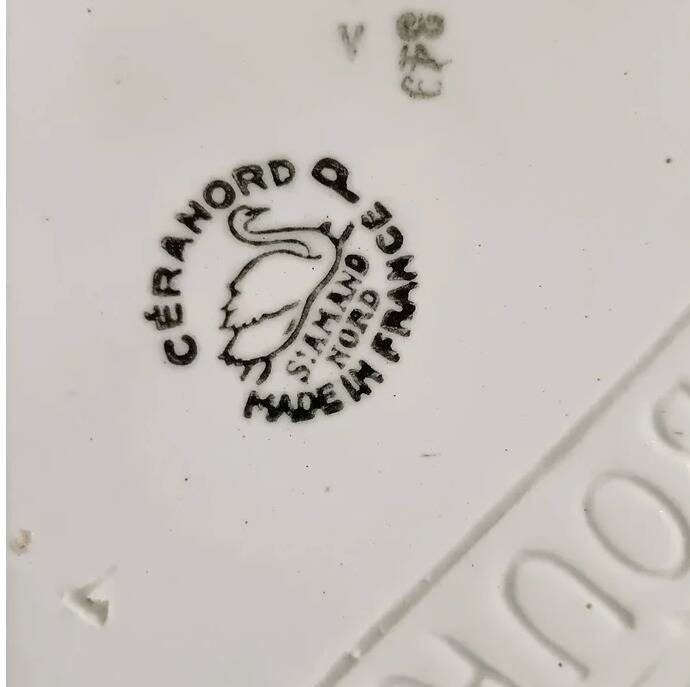 V
CÉRANORD P
ST AMAND
NORD
MADE IN FRANCE